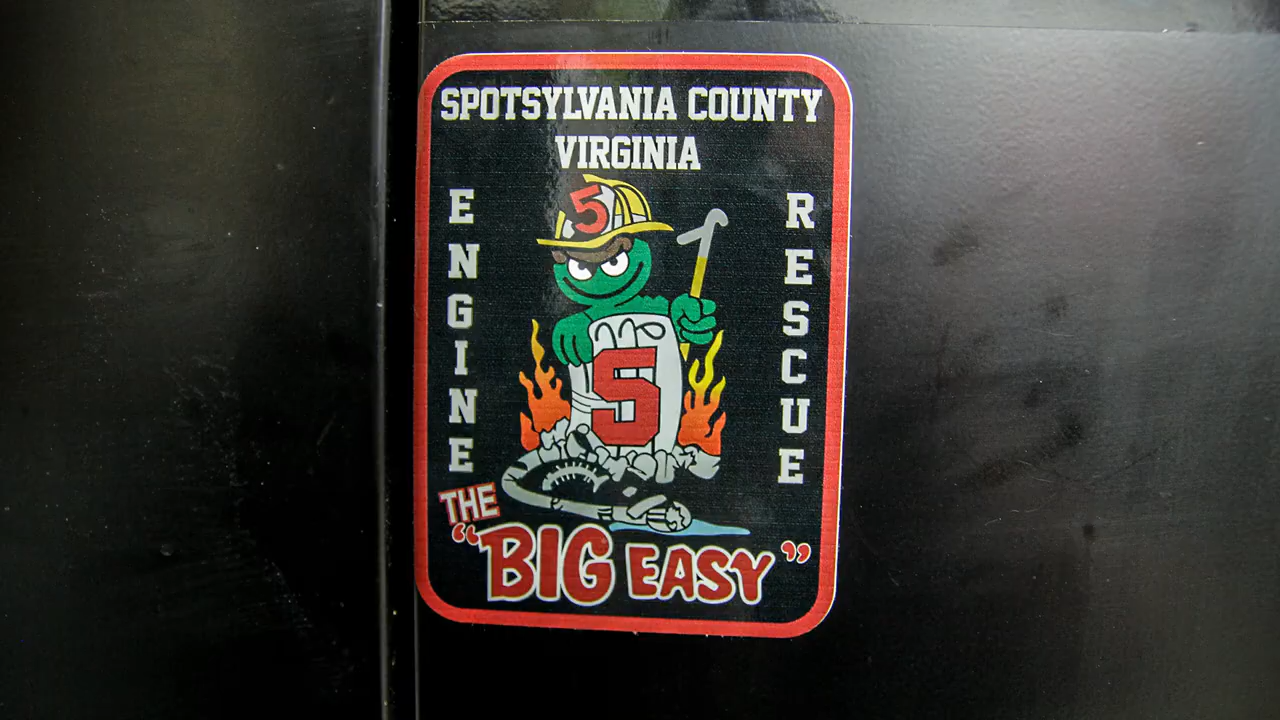 SPOTSYLVANIA COUNTY
VIRGINIA
5
ENGINE
RESCUE
5
THE
"BIG EASY"